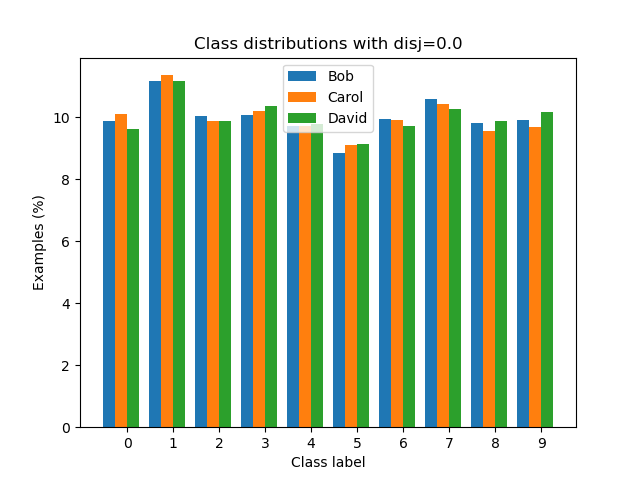 Class distributions with disj=0.0
Bob
Carol
David
Examples (%)
10
8
6
4
2
0
0 1 2 3 4 5 6 7 8 9
Class label